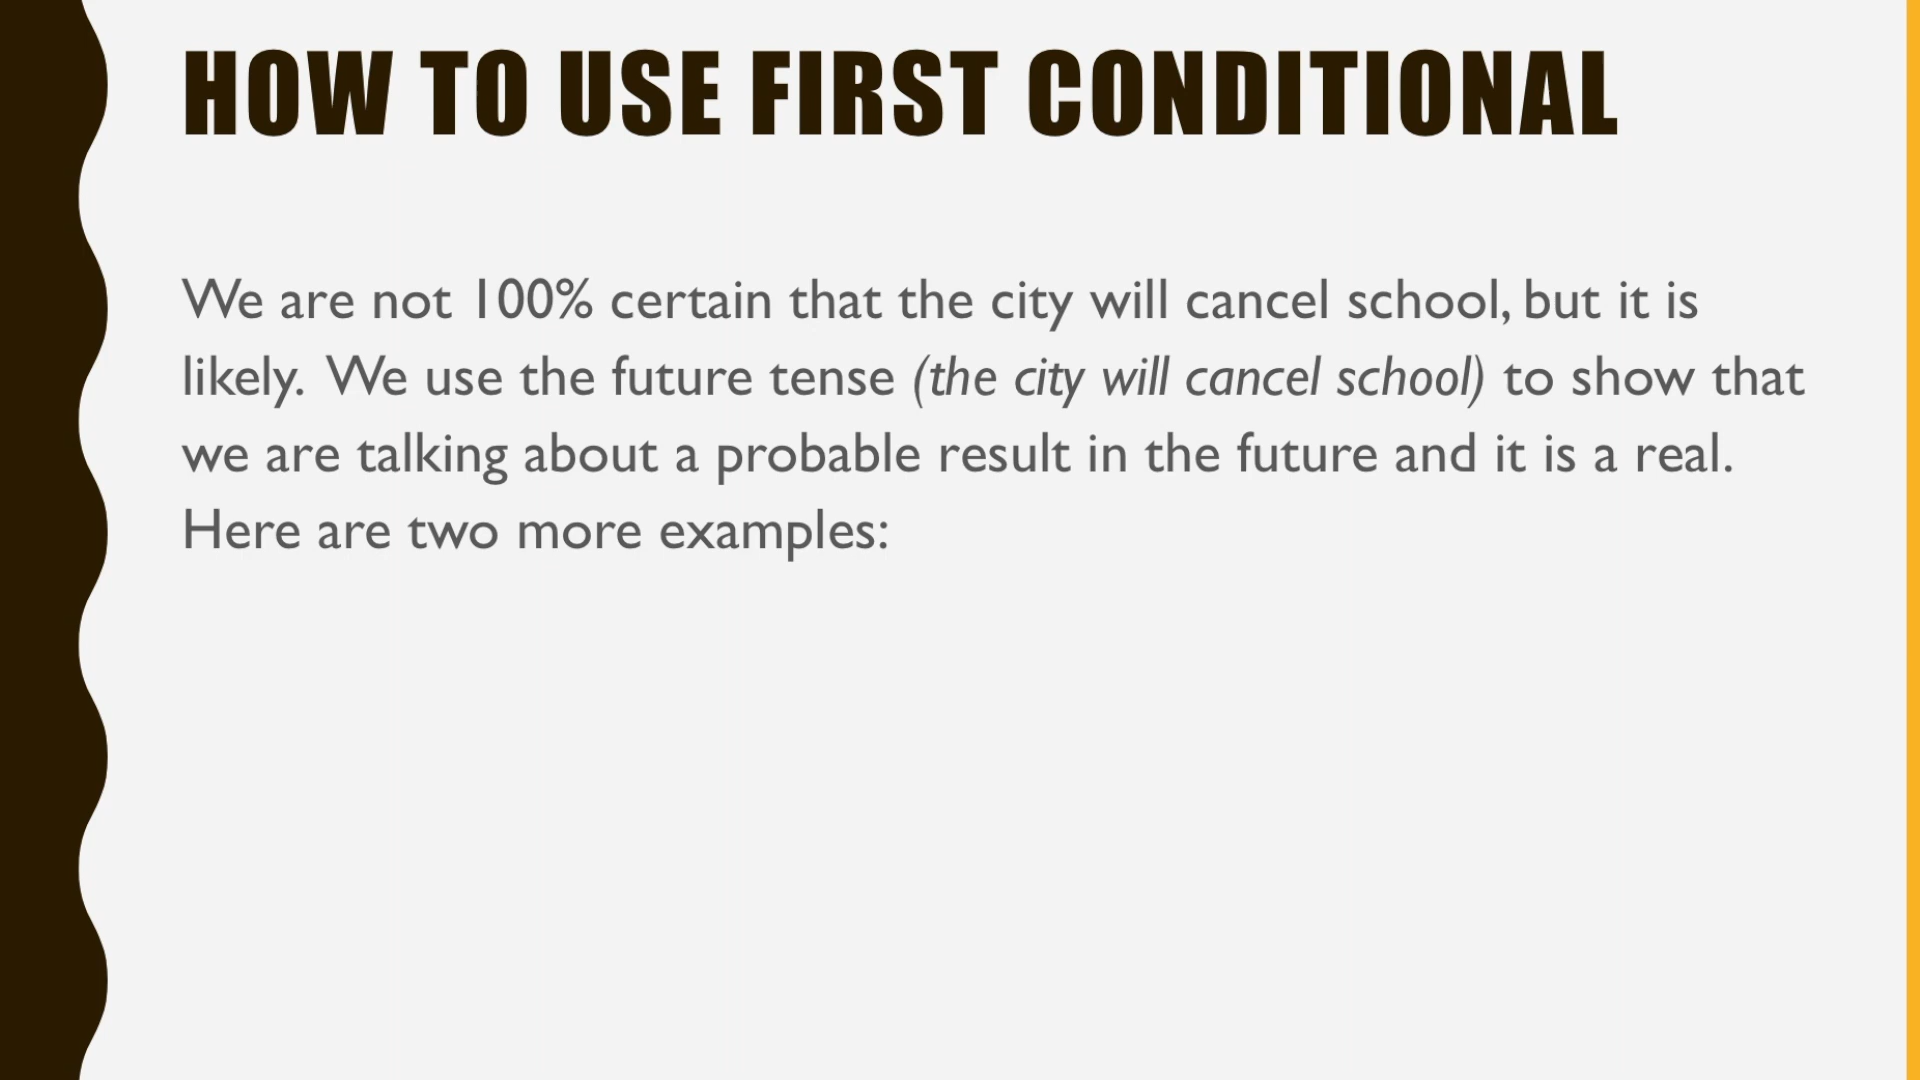 HOW TO USE FIRST CONDITIONAL
We are not 100% certain that the city will cancel school, but it is
likely. We use the future tense (the city will cancel school) to show that
we are talking about a probable result in the future and it is a real.
Here are two more examples: